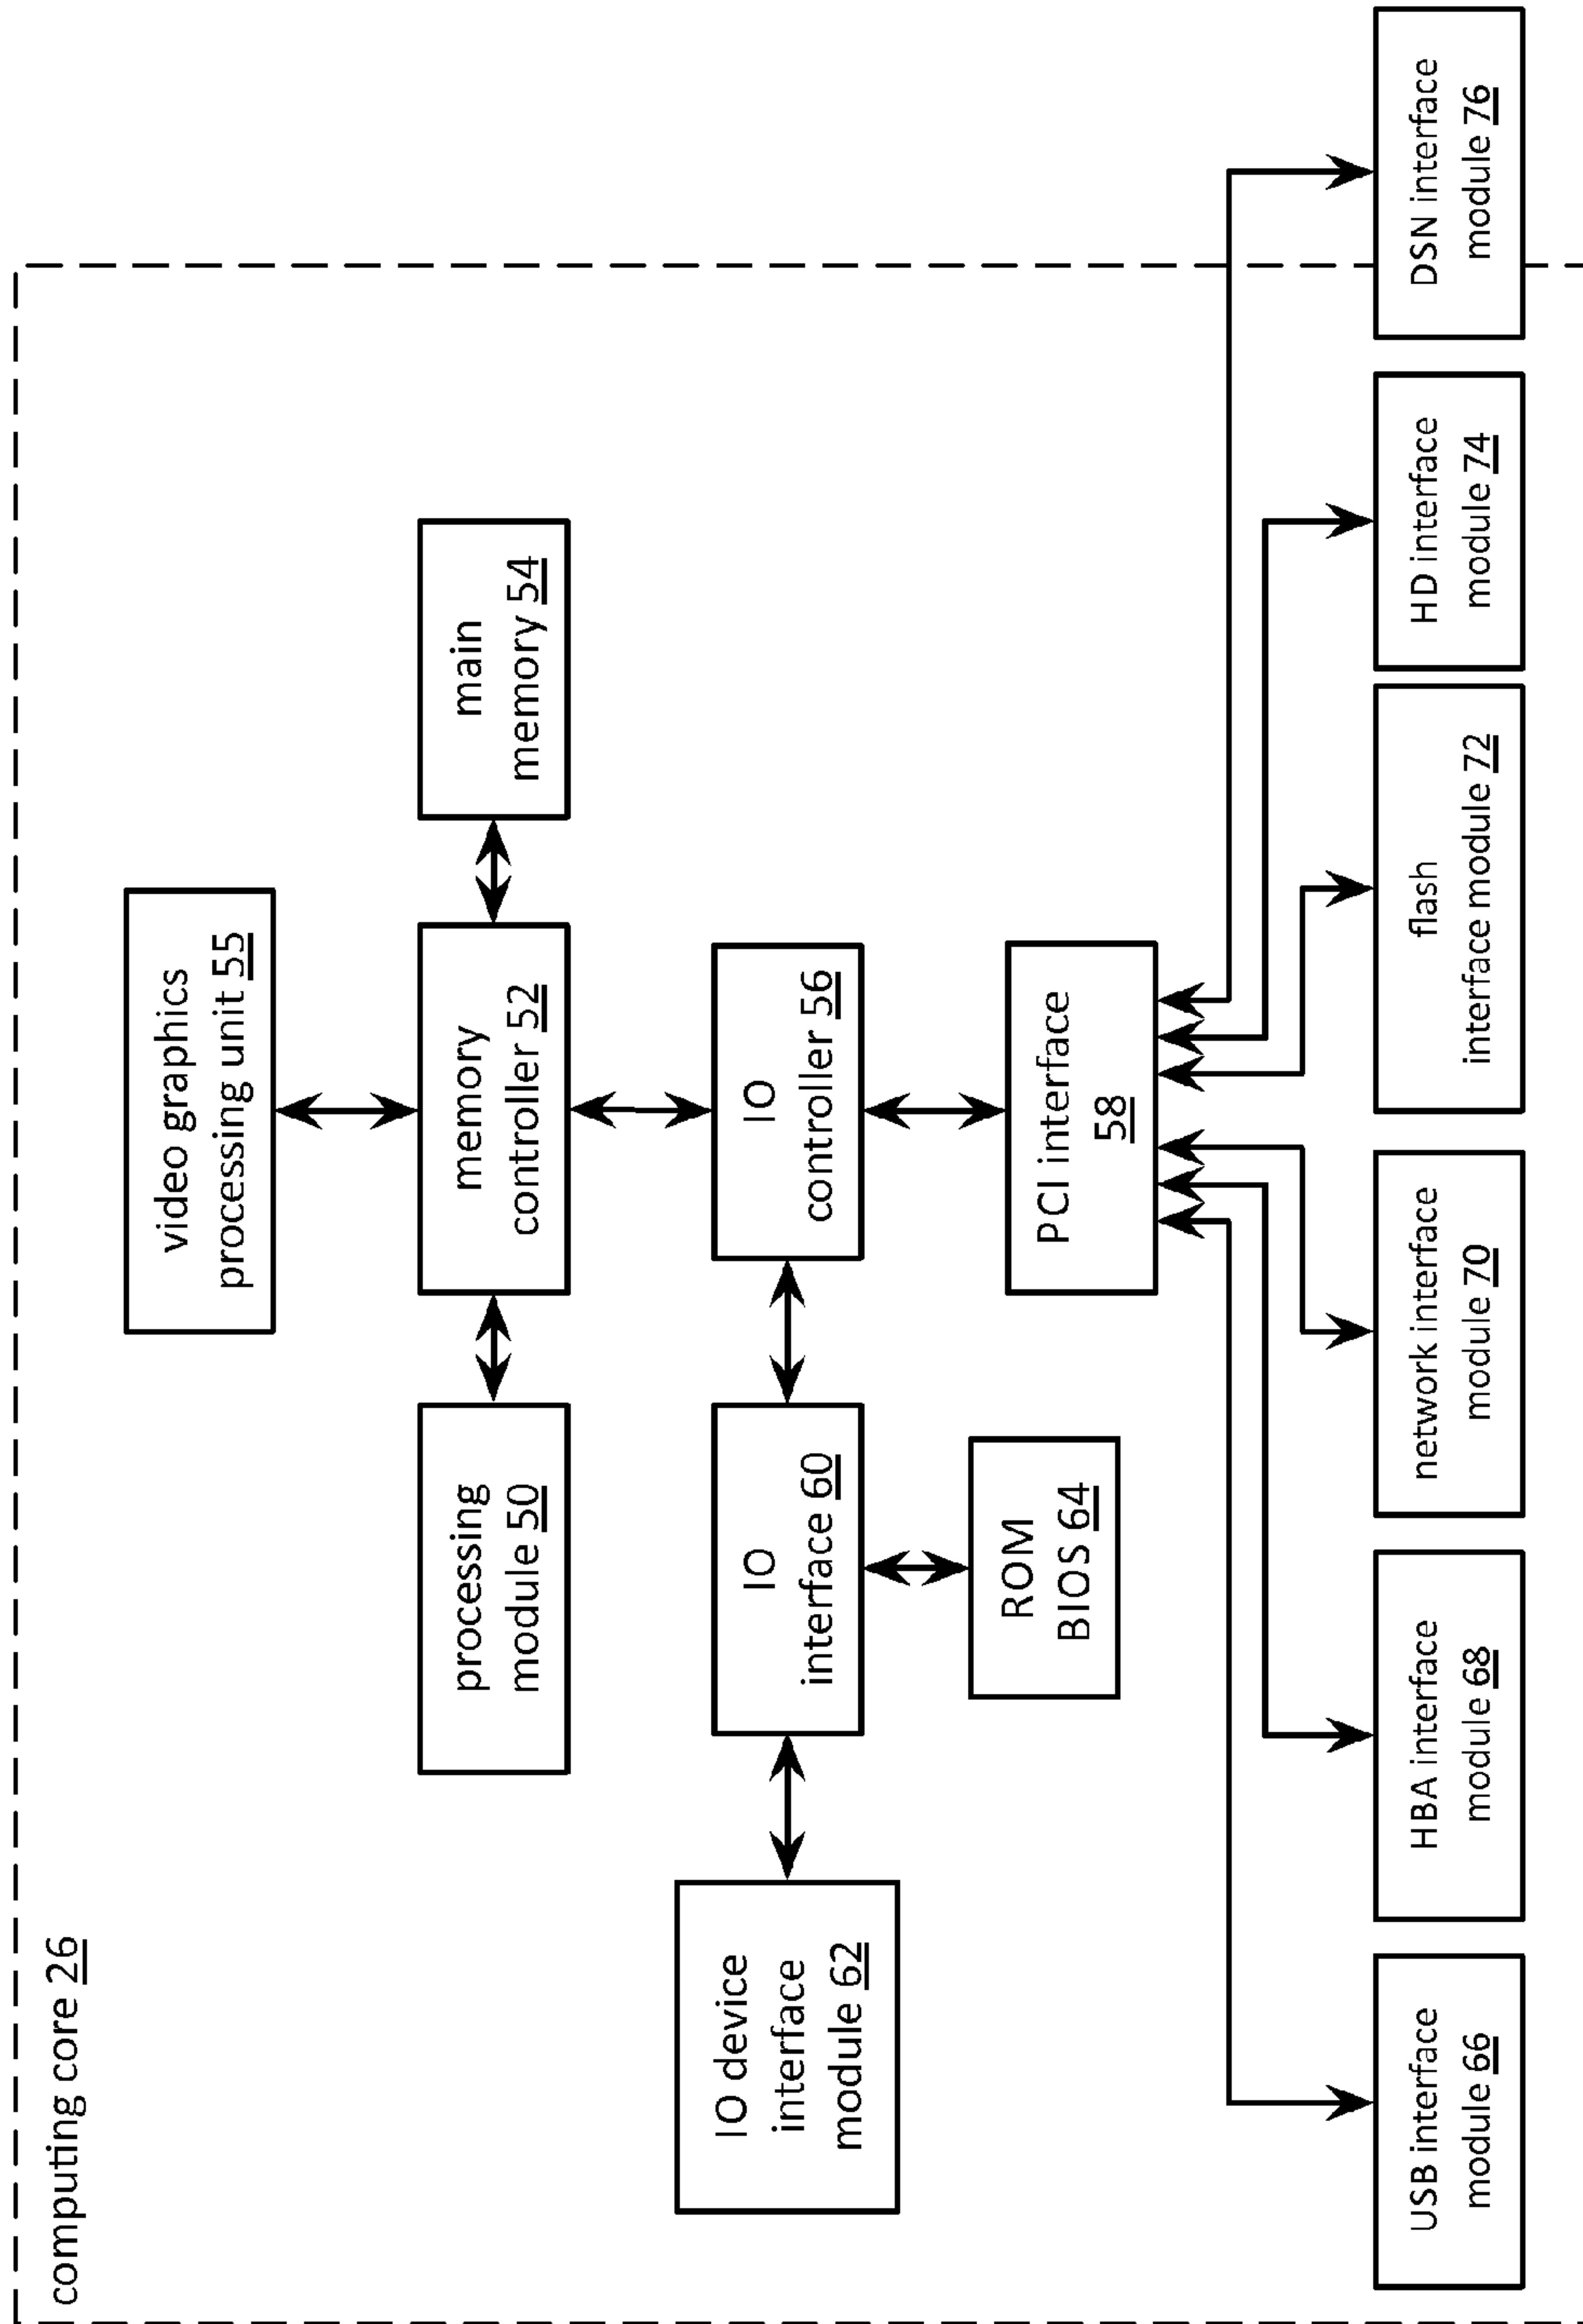 computing core 26
video graphics
processing unit 55
processing
module 50
memory
controller 52
main
memory 54
IO device
interface
module 62
IO
interface 60
IO
controller 56
ROM
BIOS 64
PCI interface
58
USB interface
module 66
HBA interface
module 68
network interface
module 70
flash
interface module 72
HD interface
module 74
DSN interface
module 76